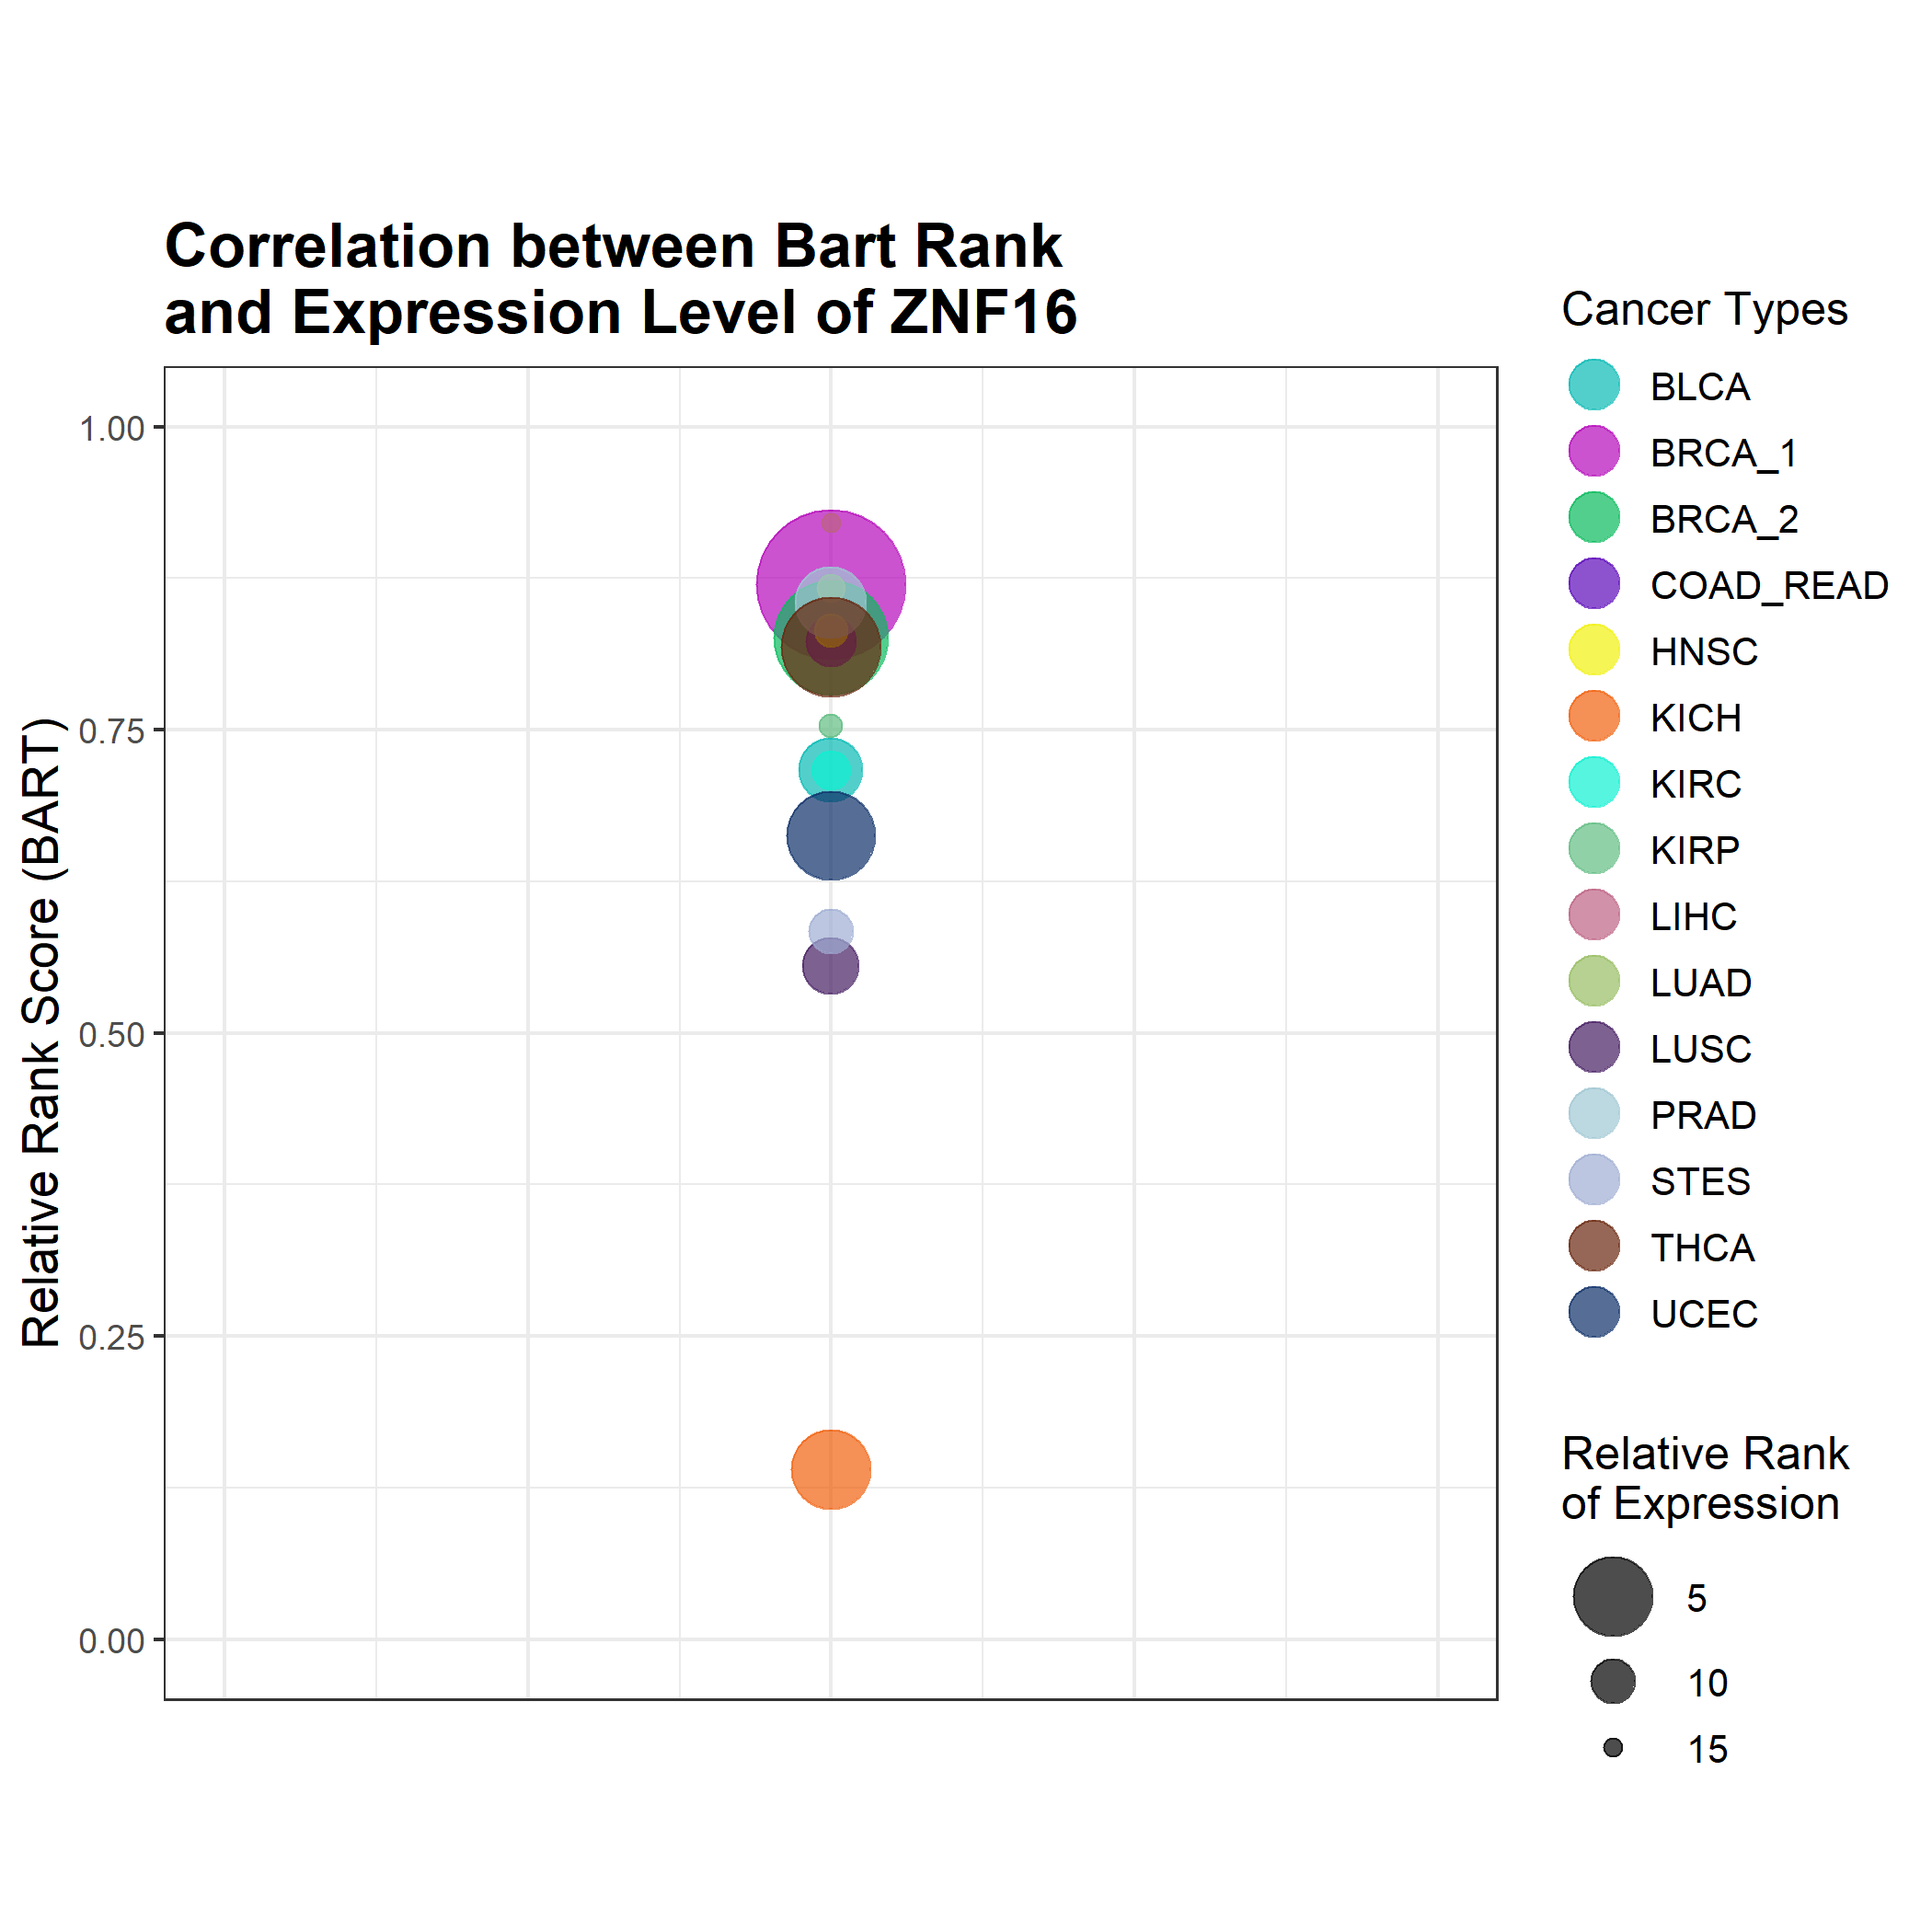 Correlation between Bart Rank
and Expression Level of ZNF16
Relative Rank Score (BART)
1.00
0.75
0.50
0.25
0.00
Cancer Types
BLCA
BRCA_1
BRCA_2
COAD_READ
HNSC
KICH
KIRC
KIRP
LIHC
LUAD
LUSC
PRAD
STES
THCA
UCEC
Relative Rank
of Expression
5
10
15